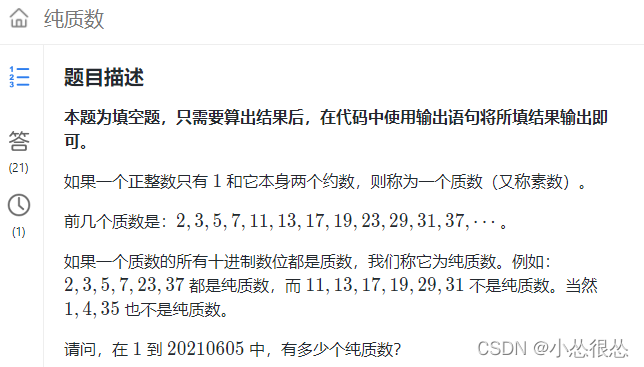 纯质数
1
2
3
题目描述
本题为填空题，只需要算出结果后，在代码中使用输出语句将所填结果输出即
可。
答
(21)
如果一个正整数只有 1 和它本身两个约数，则称为一个质数（又称素数）。
(1)
前几个质数是：2,3,5,7,11,13,17,19,23,29,31,37,⋯ 。
如果一个质数的所有十进制数位都是质数，我们称它为纯质数。例如：
2,3,5,7,23,37 都是纯质数，而 11,13,17,19,29,31 不是纯质数。当然
1,4,35 也不是纯质数。
请问，在 1 到 20210605 中，有多少个纯质数？
CSDN @小怂很怂